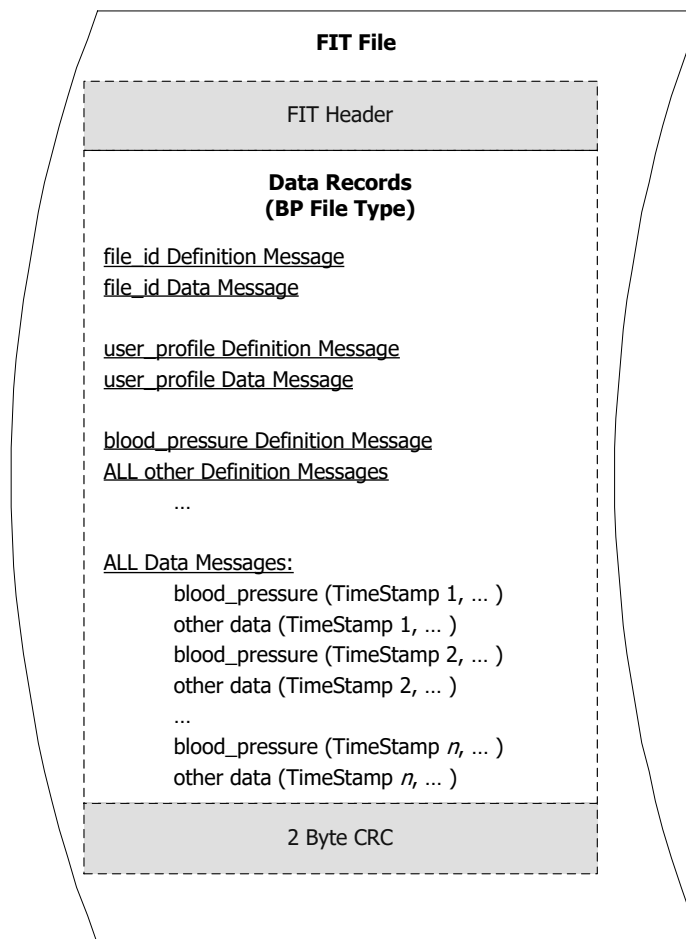 FIT File
FIT Header
Data Records
(BP File Type)
file_id Definition Message
file_id Data Message
user_profile Definition Message
user_profile Data Message
blood_pressure Definition Message
ALL other Definition Messages
…
ALL Data Messages:
blood_pressure (TimeStamp 1, … )
other data (TimeStamp 1, … )
blood_pressure (TimeStamp 2, … )
other data (TimeStamp 2, … )
…
blood_pressure (TimeStamp n, … )
other data (TimeStamp n, … )
2 Byte CRC